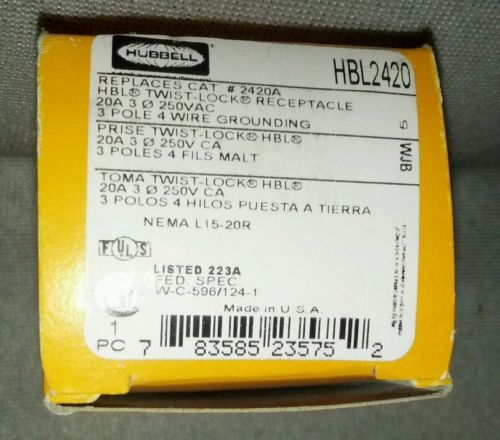 HUBBELL
HBL2420
REPLACES CAT. # 2420A
HBL® TWIST-LOCK® RECEPTACLE
20A 3 Ø 250VAC
3 POLE 4 WIRE GROUNDING
PRISE TWIST-LOCK® HBL®
20A 3 Ø 250V CA
3 POLES 4 FILS MALT
TOMA TWIST-LOCK® HBL®
20A 3 Ø 250V CA
3 POLOS 4 HILOS PUESTA A TIERRA
NEMA L15-20R
5 WJB
F UL S
LISTED 223A
FED. SPEC.
W-C-596/124-1
Made in U.S.A.
1
PC 7 83585 23575 2